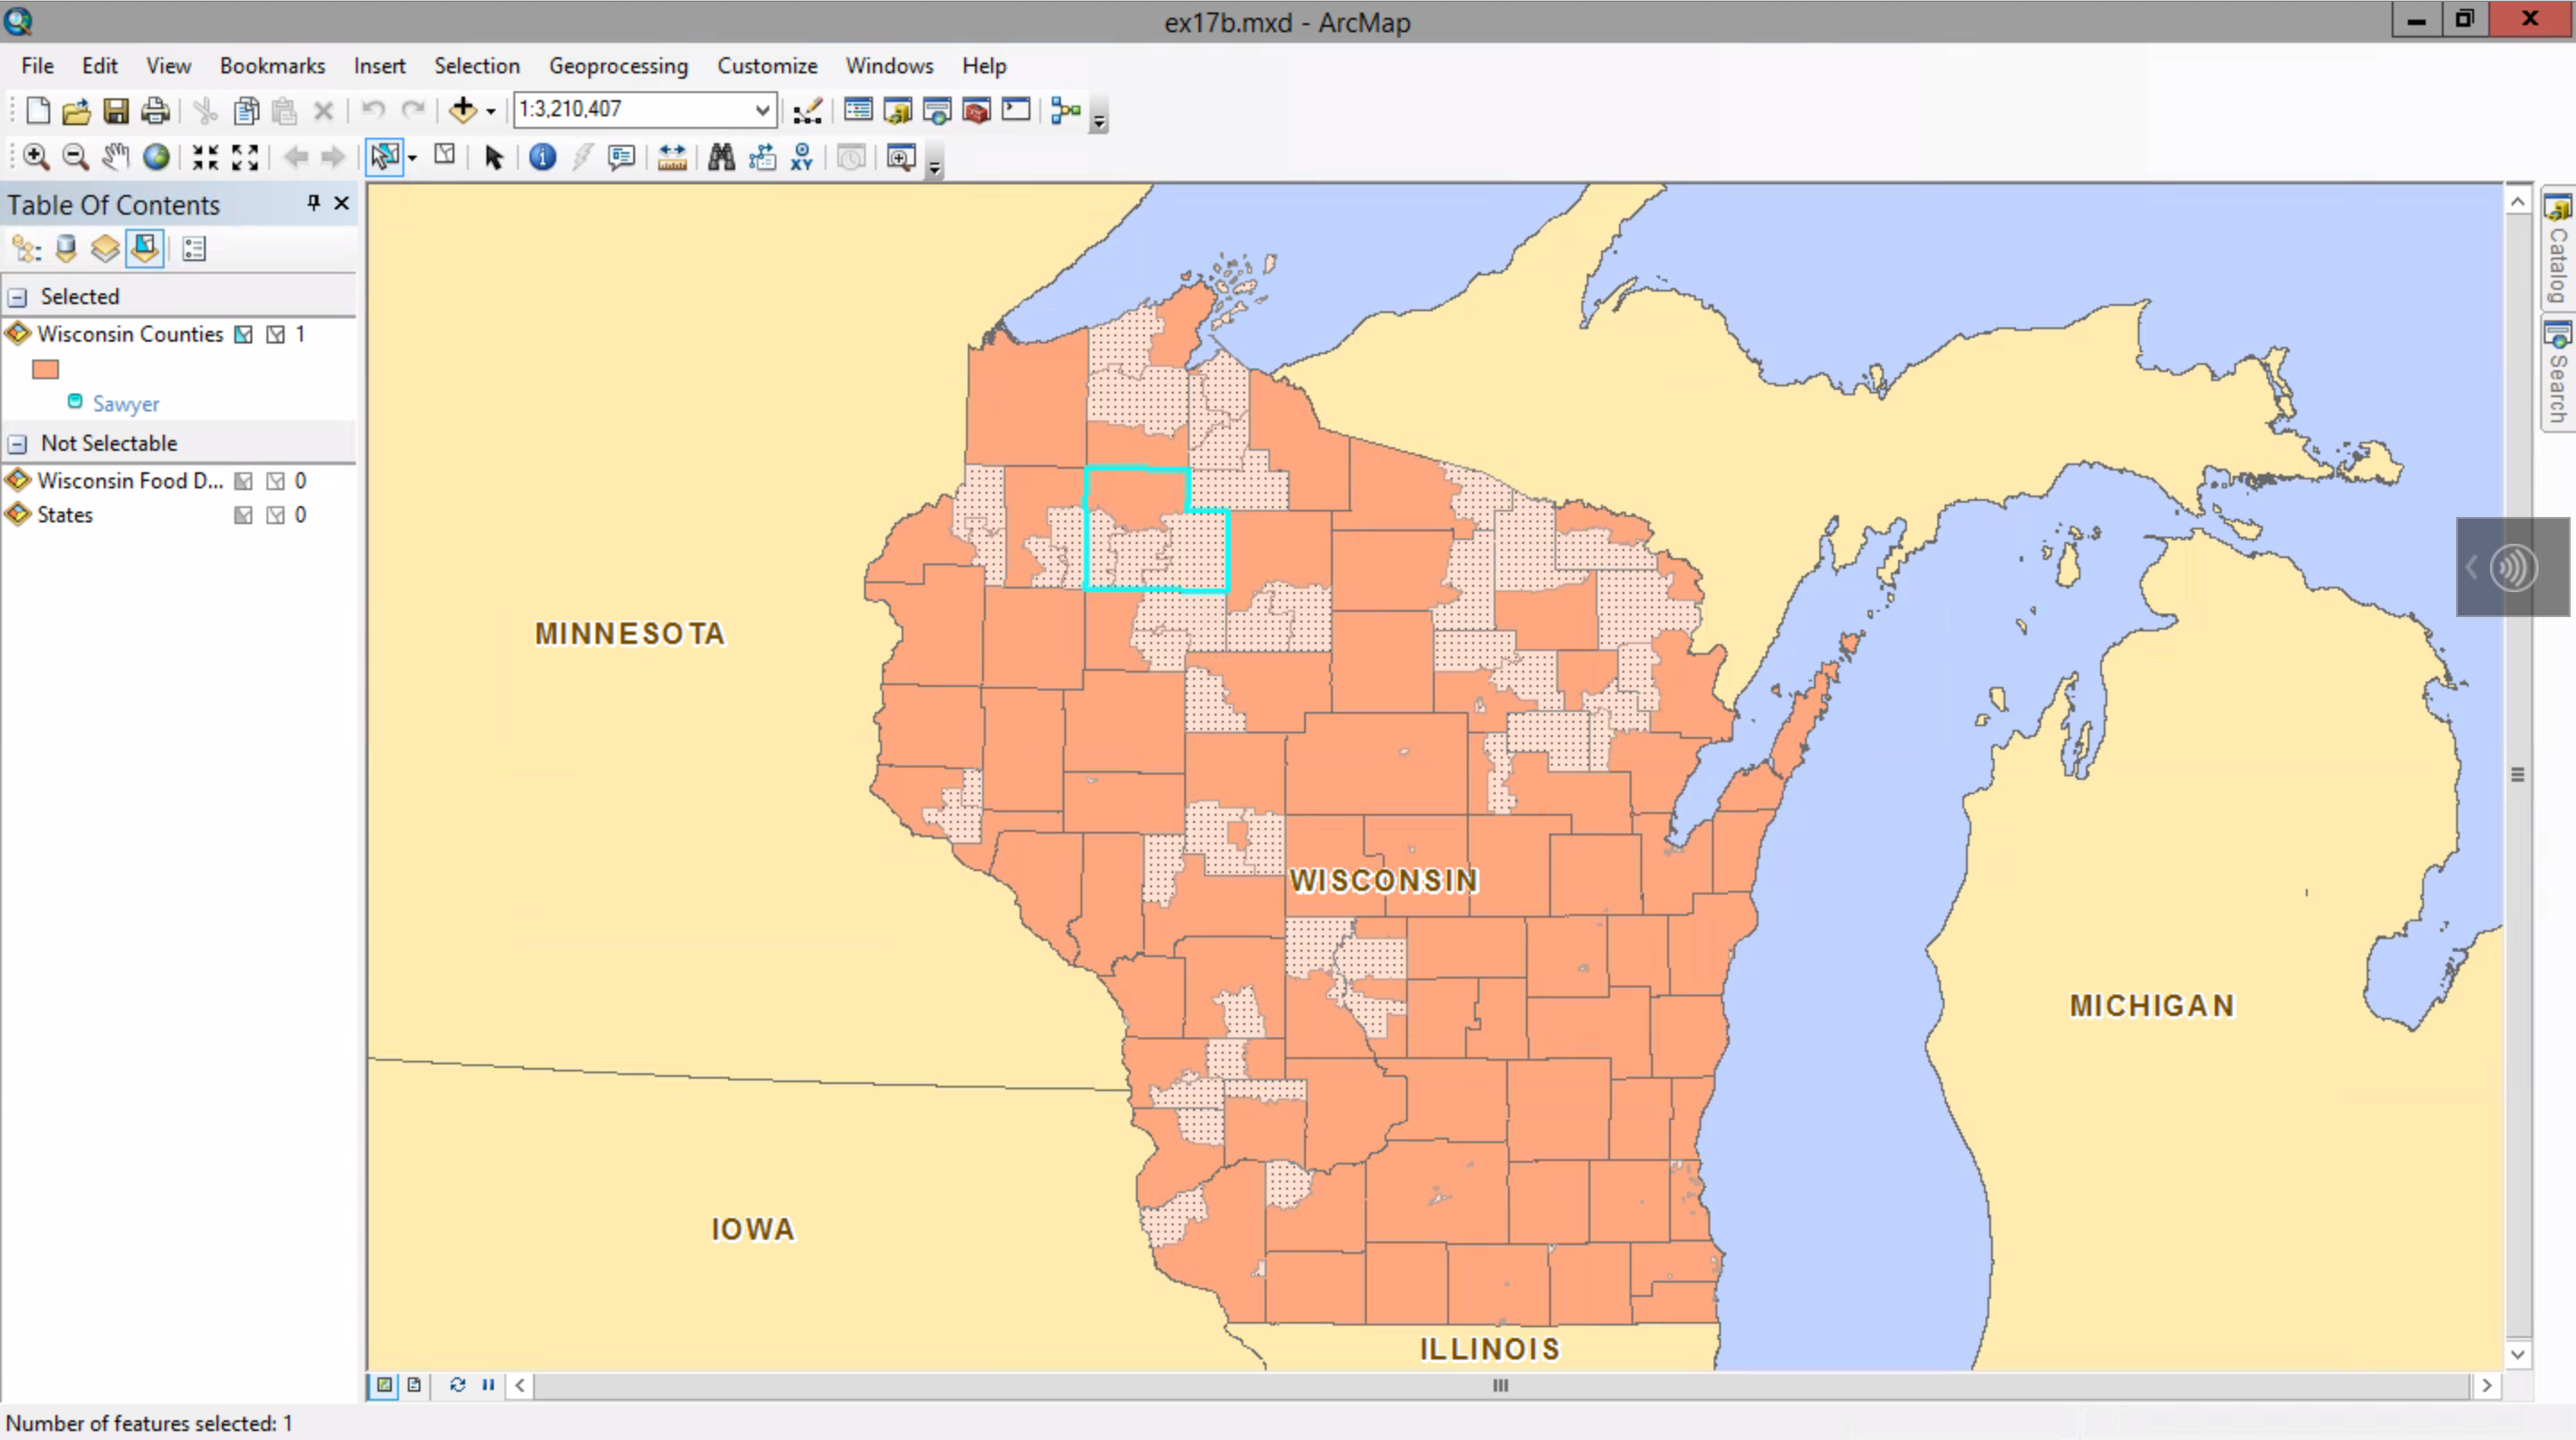 ex17b.mxd - ArcMap
File Edit View Bookmarks Insert Selection Geoprocessing Customize Windows Help
1:3,210,407
XY
Table Of Contents
Selected
Wisconsin Counties 1
Sawyer
Not Selectable
Wisconsin Food D... 0
States 0
Catalog
Search
MINNESOTA
WISCONSIN
MICHIGAN
IOWA
ILLINOIS
Number of features selected: 1